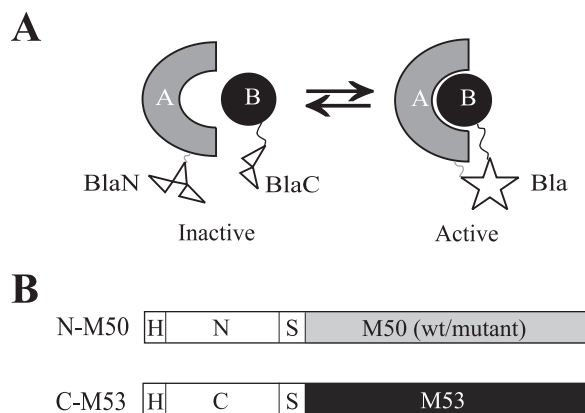 A
A B A B
BlaN BlaC Bla
Inactive Active
B
N-M50 H N S M50 (wt/mutant)
C-M53 H C S M53